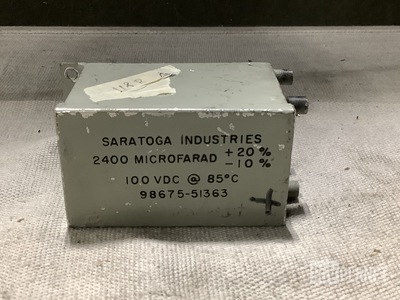 SARATOGA INDUSTRIES
2400 MICROFARAD +20%
-10%
100 VDC @ 85°C
98675-51363
+